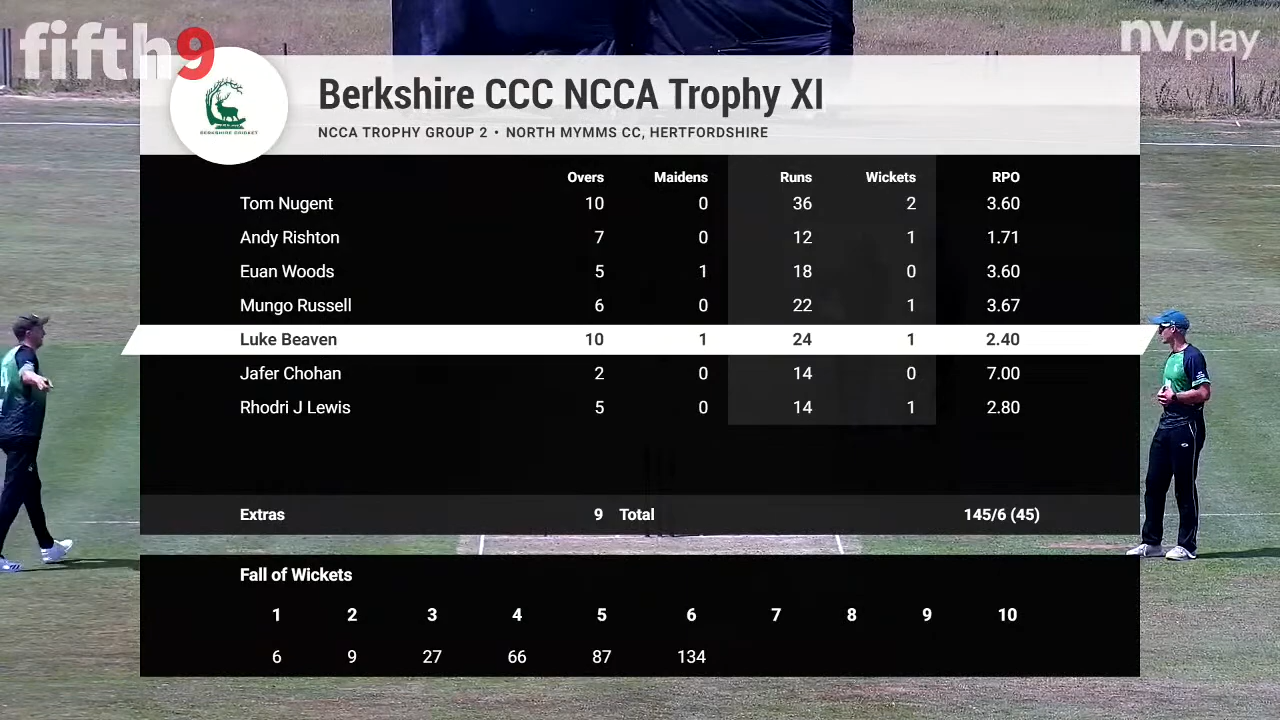 fifth9
nvplay
BERKSHIRE CRICKET
Berkshire CCC NCCA Trophy XI
NCCA TROPHY GROUP 2 • NORTH MYMMS CC, HERTFORDSHIRE
Overs Maidens Runs Wickets RPO
Tom Nugent 10 0 36 2 3.60
Andy Rishton 7 0 12 1 1.71
Euan Woods 5 1 18 0 3.60
Mungo Russell 6 0 22 1 3.67
Luke Beaven 10 1 24 1 2.40
Jafer Chohan 2 0 14 0 7.00
Rhodri J Lewis 5 0 14 1 2.80
Extras 9 Total 145/6 (45)
Fall of Wickets
1 2 3 4 5 6 7 8 9 10
6 9 27 66 87 134